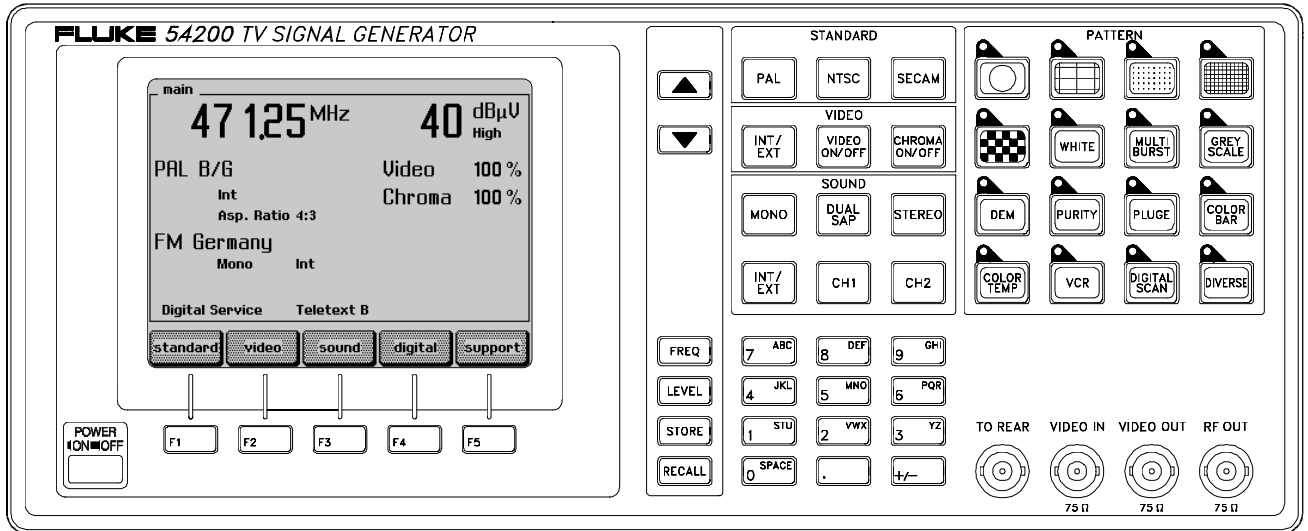 FLUKE 54200 TV SIGNAL GENERATOR
main
471,25 MHz 40 dBµV
High
PAL B/G Video 100 %
Int Chroma 100 %
Asp. Ratio 4:3
FM Germany
Mono Int
Digital Service Teletext B
standard video sound digital support
F1 F2 F3 F4 F5
POWER
ON OFF
FREQ
LEVEL
STORE
RECALL
STANDARD
PAL NTSC SECAM
VIDEO
INT/EXT VIDEO ON/OFF CHROMA ON/OFF
SOUND
MONO DUAL SAP STEREO
INT/EXT CH1 CH2
7 ABC 8 DEF 9 GHI
4 JKL 5 MNO 6 PQR
1 STU 2 VWX 3 YZ
0 SPACE . +/−
PATTERN
WHITE MULTI BURST GREY SCALE
DEM PURITY PLUGE COLOR BAR
COLOR TEMP VCR DIGITAL SCAN DIVERSE
TO REAR VIDEO IN VIDEO OUT RF OUT
75 Ω 75 Ω 75 Ω